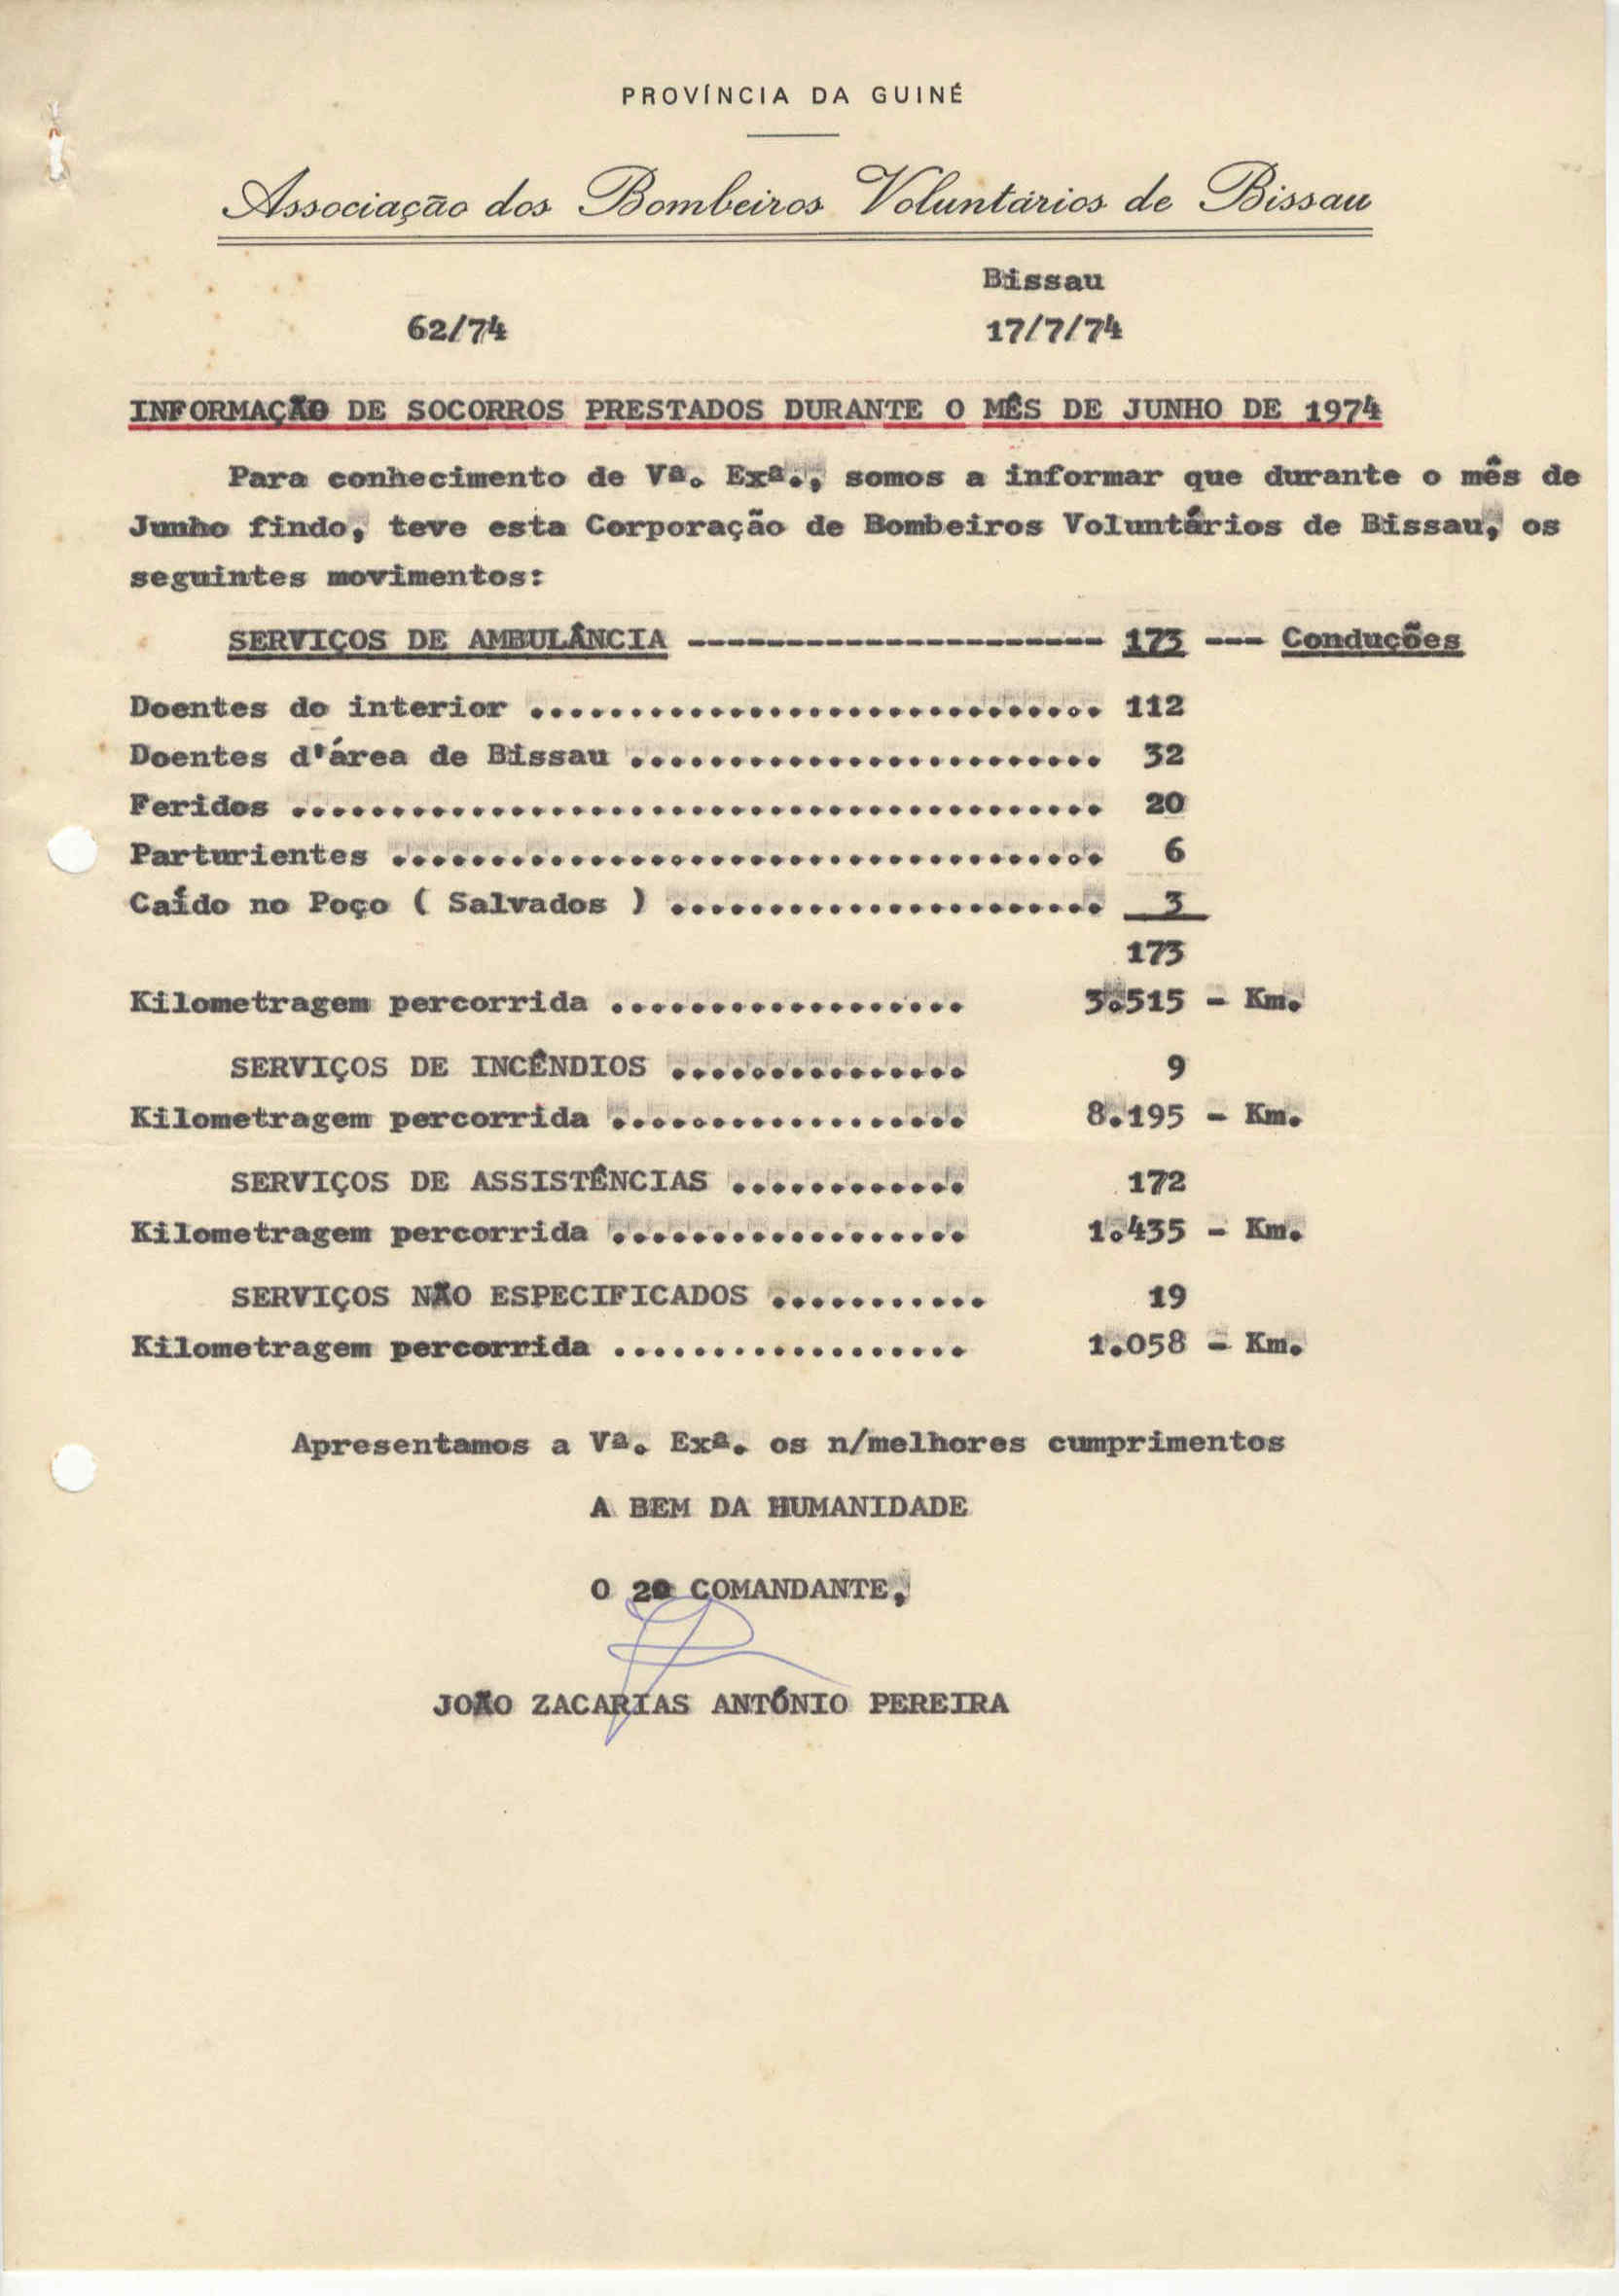 PROVÍNCIA DA GUINÉ
Associação dos Bombeiros Voluntários de Bissau
Bissau
62/74 17/7/74
INFORMAÇÃO DE SOCORROS PRESTADOS DURANTE O MÊS DE JUNHO DE 1974
Para conhecimento de Vª. Exª., somos a informar que durante o mês de
Junho findo, teve esta Corporação de Bombeiros Voluntários de Bissau, os
seguintes movimentos:
SERVIÇOS DE AMBULÂNCIA --------------------- 173 --- Conduções
Doentes do interior ............................. 112
Doentes d'área de Bissau ........................ 32
Feridos ......................................... 20
Parturientes .................................... 6
Caído no Poço ( Salvados ) ...................... 3
173
Kilometragem percorrida .................. 3.515 - Km.
SERVIÇOS DE INCÊNDIOS ............... 9
Kilometragem percorrida .................. 8.195 - Km.
SERVIÇOS DE ASSISTÊNCIAS ............ 172
Kilometragem percorrida .................. 1.435 - Km.
SERVIÇOS NÃO ESPECIFICADOS ........... 19
Kilometragem percorrida .................. 1.058 - Km.
Apresentamos a Vª. Exª. os n/melhores cumprimentos
A BEM DA HUMANIDADE
O 2º COMANDANTE,
JOÃO ZACARIAS ANTÓNIO PEREIRA